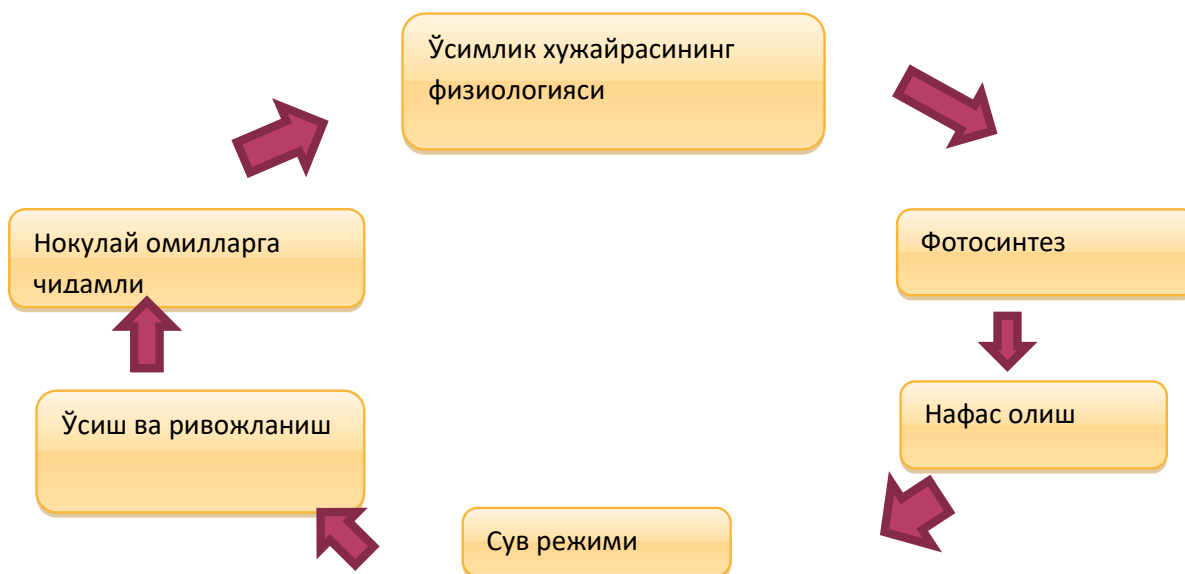 Ўсимлик хужайрасининг
физиологияси
Нокулай омилларга
чидамли
Фотосинтез
Ўсиш ва ривожланиш
Нафас олиш
Сув режими